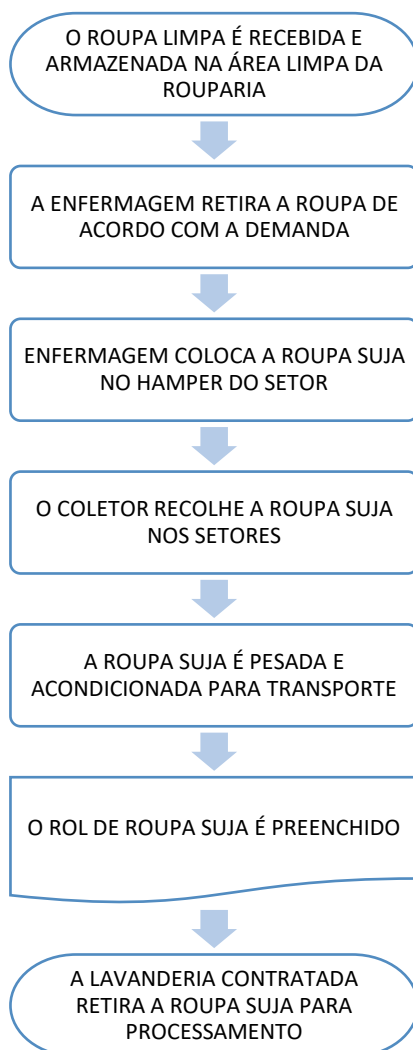 O ROUPA LIMPA É RECEBIDA E
ARMAZENADA NA ÁREA LIMPA DA
ROUPARIA
A ENFERMAGEM RETIRA A ROUPA DE
ACORDO COM A DEMANDA
ENFERMAGEM COLOCA A ROUPA SUJA
NO HAMPER DO SETOR
O COLETOR RECOLHE A ROUPA SUJA
NOS SETORES
A ROUPA SUJA É PESADA E
ACONDICIONADA PARA TRANSPORTE
O ROL DE ROUPA SUJA É PREENCHIDO
A LAVANDERIA CONTRATADA
RETIRA A ROUPA SUJA PARA
PROCESSAMENTO